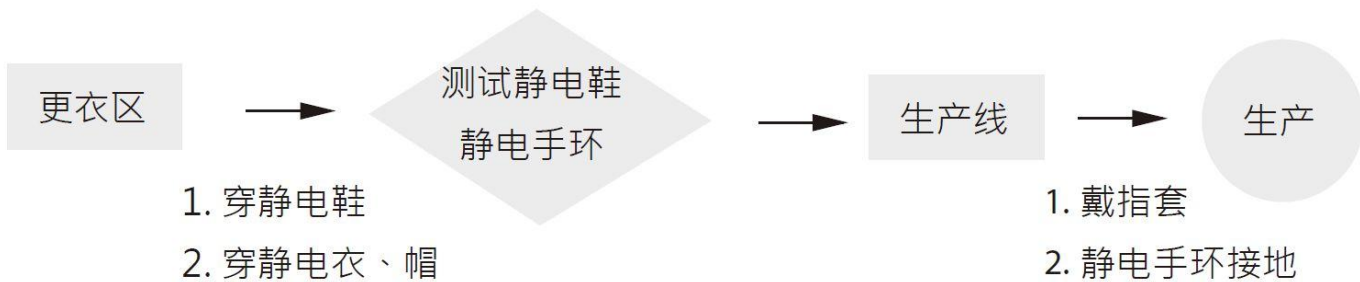 更衣区
1. 穿静电鞋
2. 穿静电衣、帽
测试静电鞋
静电手环
生产线
1. 戴指套
2. 静电手环接地
生产